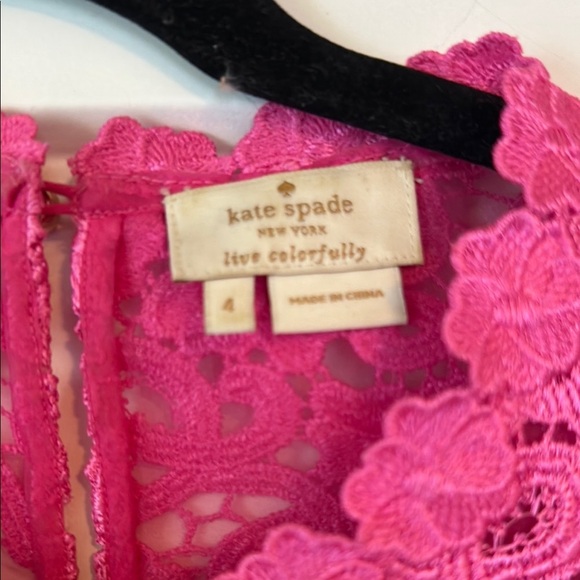 kate spade
NEW YORK
live colorfully
4
MADE IN CHINA